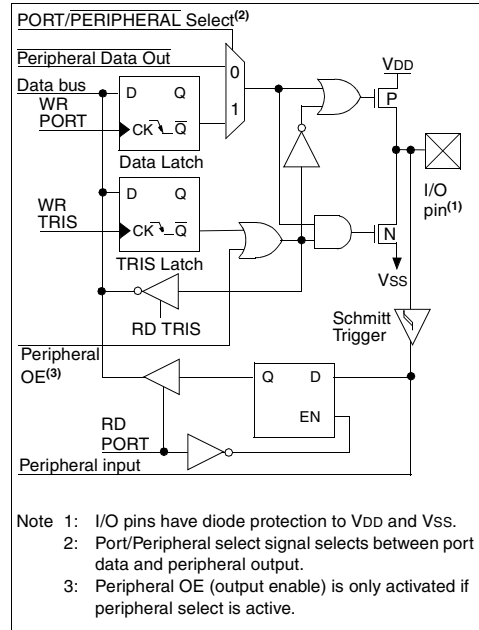 PORT/PERIPHERAL Select(2)
Peripheral Data Out
Data bus
WR
PORT
D Q
CK Q
Data Latch
0
1
VDD
P
I/O
pin(1)
WR
TRIS
D Q
CK Q
TRIS Latch
N
VSS
RD TRIS
Schmitt
Trigger
Peripheral
OE(3)
Q D
EN
RD
PORT
Peripheral input
Note 1: I/O pins have diode protection to VDD and VSS.
2: Port/Peripheral select signal selects between port
data and peripheral output.
3: Peripheral OE (output enable) is only activated if
peripheral select is active.